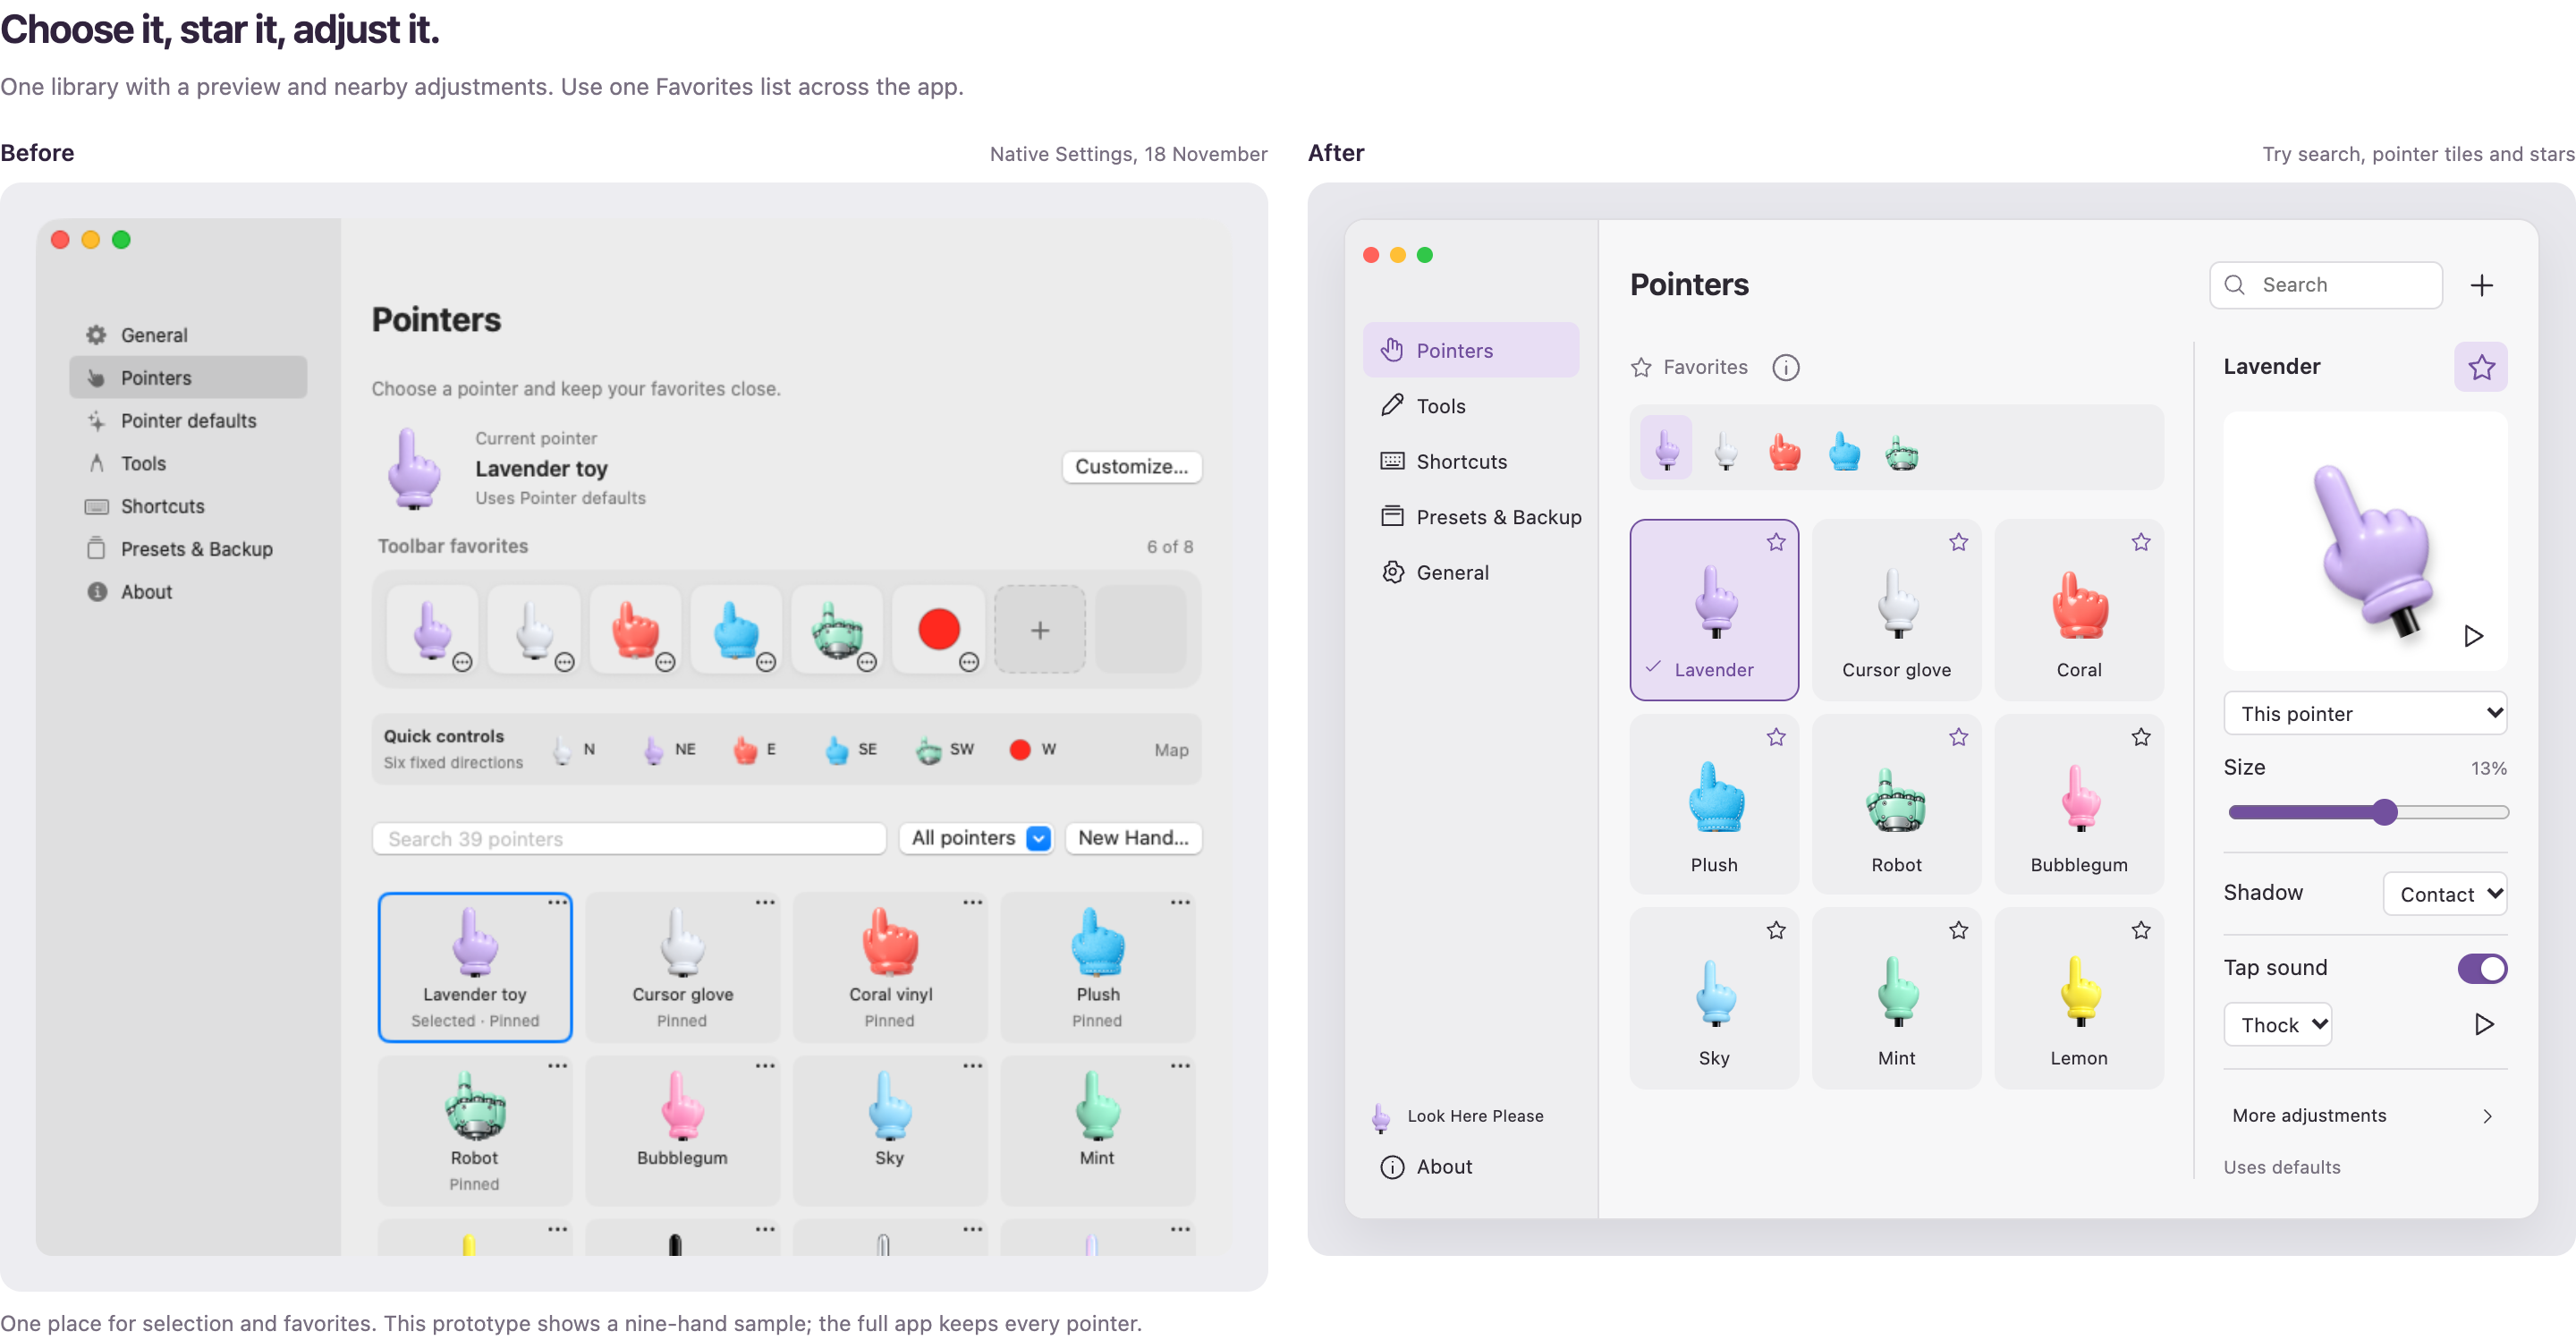 Choose it, star it, adjust it.
One library with a preview and nearby adjustments. Use one Favorites list across the app.
Before
Native Settings, 18 November
General
Pointers
Pointer defaults
Tools
Shortcuts
Presets & Backup
About
Pointers
Choose a pointer and keep your favorites close.
Current pointer
Lavender toy
Uses Pointer defaults
Customize...
Toolbar favorites
6 of 8
Quick controls
Six fixed directions
N
NE
E
SE
SW
W
Map
Search 39 pointers
All pointers
New Hand...
Lavender toy
Selected · Pinned
Cursor glove
Pinned
Coral vinyl
Pinned
Plush
Pinned
Robot
Pinned
Bubblegum
Sky
Mint
After
Try search, pointer tiles and stars
Pointers
Tools
Shortcuts
Presets & Backup
General
Look Here Please
About
Pointers
Search
Favorites
Lavender
Cursor glove
Coral
Plush
Robot
Bubblegum
Sky
Mint
Lemon
Lavender
This pointer
Size
13%
Shadow
Contact
Tap sound
Thock
More adjustments
Uses defaults
One place for selection and favorites. This prototype shows a nine-hand sample; the full app keeps every pointer.